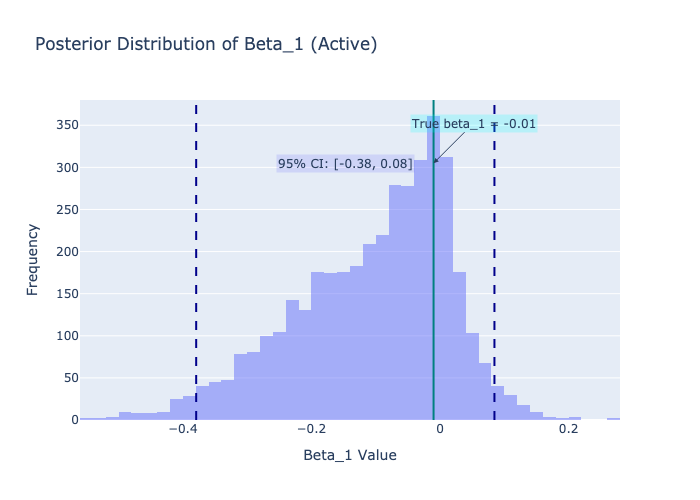 Posterior Distribution of Beta_1 (Active)
True beta_1 = -0.01
95% CI: [-0.38, 0.08]
350
300
250
200
150
100
50
0
Frequency
−0.4
−0.2
0
0.2
Beta_1 Value